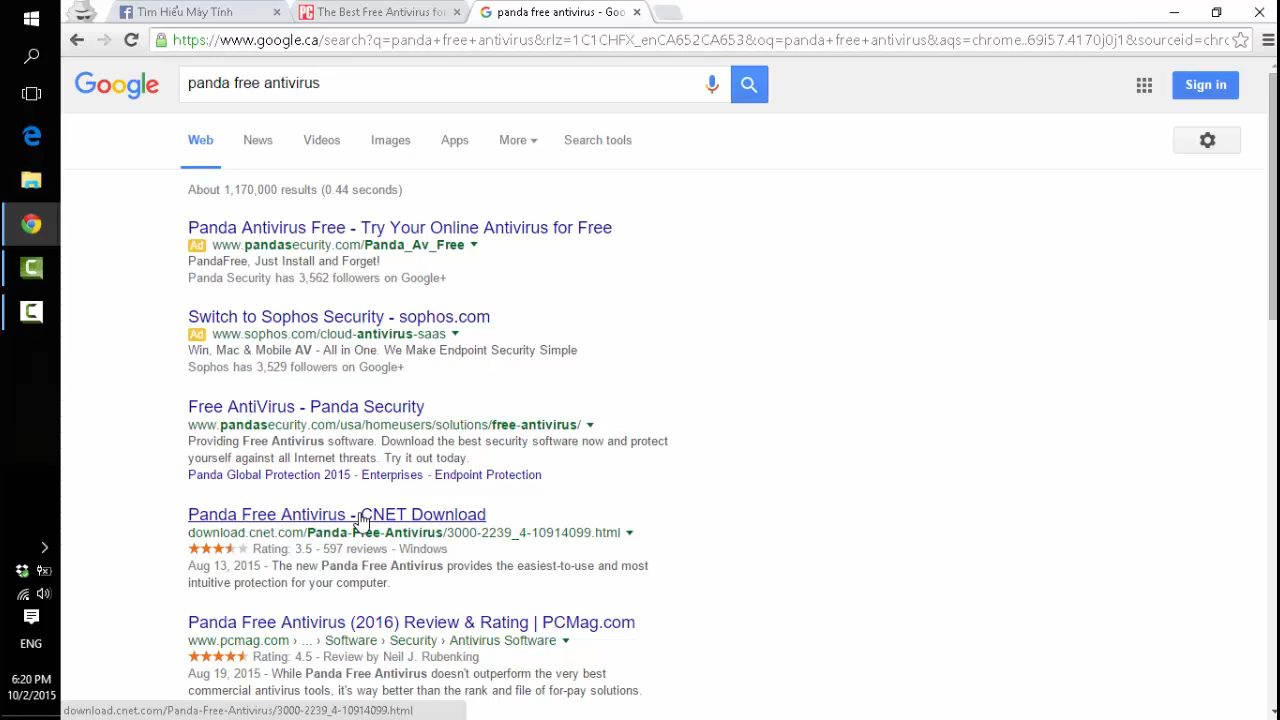 Tìm Hiểu Máy Tính
PC The Best Free Antivirus for
panda free antivirus - Goo
https://www.google.ca/search?q=panda+free+antivirus&rlz=1C1CHFX_enCA652CA653&oq=panda+free+antivirus&aqs=chrome..69i57.4170j0j1&sourceid=chrc
Google
panda free antivirus
Sign in
Web News Videos Images Apps More Search tools
About 1,170,000 results (0.44 seconds)
Panda Antivirus Free - Try Your Online Antivirus for Free
Ad www.pandasecurity.com/Panda_Av_Free
PandaFree, Just Install and Forget!
Panda Security has 3,562 followers on Google+
Switch to Sophos Security - sophos.com
Ad www.sophos.com/cloud-antivirus-saas
Win, Mac & Mobile AV - All in One. We Make Endpoint Security Simple
Sophos has 3,529 followers on Google+
Free AntiVirus - Panda Security
www.pandasecurity.com/usa/homeusers/solutions/free-antivirus/
Providing Free Antivirus software. Download the best security software now and protect
yourself against all Internet threats. Try it out today.
Panda Global Protection 2015 - Enterprises - Endpoint Protection
Panda Free Antivirus - CNET Download
download.cnet.com/Panda-Free-Antivirus/3000-2239_4-10914099.html
Rating: 3.5 - 597 reviews - Windows
Aug 13, 2015 - The new Panda Free Antivirus provides the easiest-to-use and most
intuitive protection for your computer.
Panda Free Antivirus (2016) Review & Rating | PCMag.com
www.pcmag.com › ... › Software › Security › Antivirus Software
Rating: 4.5 - Review by Neil J. Rubenking
Aug 19, 2015 - While Panda Free Antivirus doesn't outperform the very best
commercial antivirus tools, it's way better than the rank and file of for-pay solutions.
download.cnet.com/Panda-Free-Antivirus/3000-2239_4-10914099.html
ENG
6:20 PM
10/2/2015